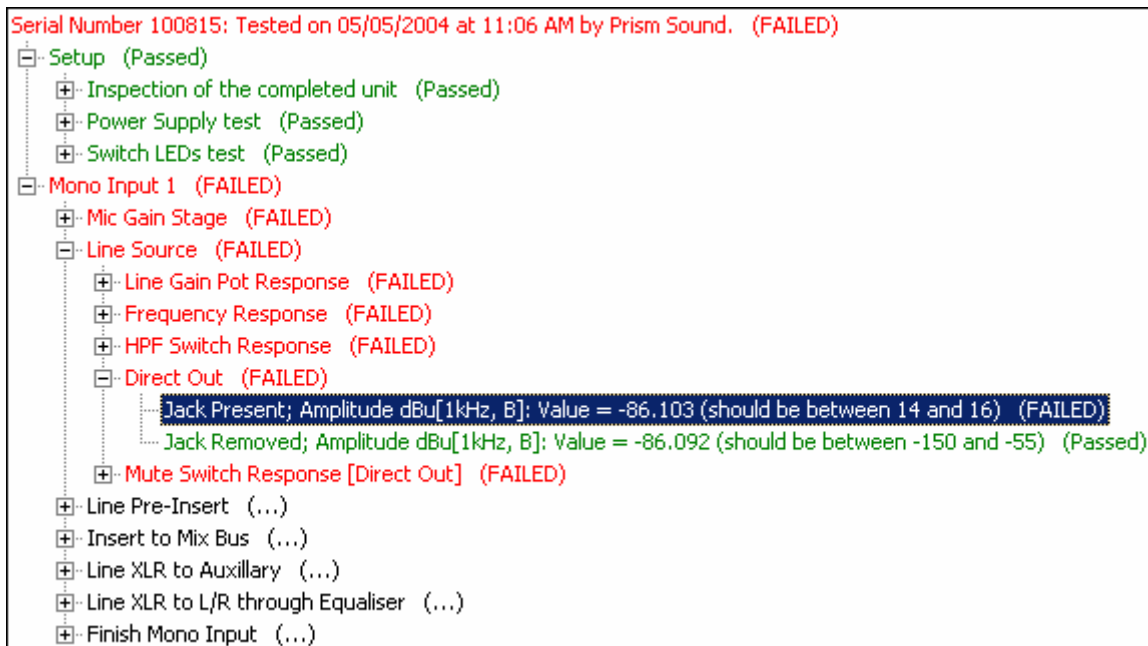 Serial Number 100815: Tested on 05/05/2004 at 11:06 AM by Prism Sound. (FAILED)
Setup (Passed)
Inspection of the completed unit (Passed)
Power Supply test (Passed)
Switch LEDs test (Passed)
Mono Input 1 (FAILED)
Mic Gain Stage (FAILED)
Line Source (FAILED)
Line Gain Pot Response (FAILED)
Frequency Response (FAILED)
HPF Switch Response (FAILED)
Direct Out (FAILED)
Jack Present; Amplitude dBu[1kHz, B]: Value = -86.103 (should be between 14 and 16) (FAILED)
Jack Removed; Amplitude dBu[1kHz, B]: Value = -86.092 (should be between -150 and -55) (Passed)
Mute Switch Response [Direct Out] (FAILED)
Line Pre-Insert (...)
Insert to Mix Bus (...)
Line XLR to Auxillary (...)
Line XLR to L/R through Equaliser (...)
Finish Mono Input (...)